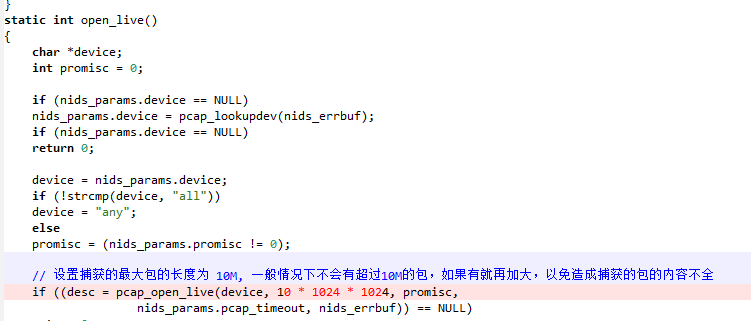 }
static int open_live()
{
    char *device;
    int promisc = 0;

    if (nids_params.device == NULL)
    nids_params.device = pcap_lookupdev(nids_errbuf);
    if (nids_params.device == NULL)
    return 0;

    device = nids_params.device;
    if (!strcmp(device, "all"))
    device = "any";
    else
    promisc = (nids_params.promisc != 0);

    // 设置捕获的最大包的长度为 10M, 一般情况下不会有超过10M的包，如果有就再加大，以免造成捕获的包的内容不全
    if ((desc = pcap_open_live(device, 10 * 1024 * 1024, promisc,
                 nids_params.pcap_timeout, nids_errbuf)) == NULL)